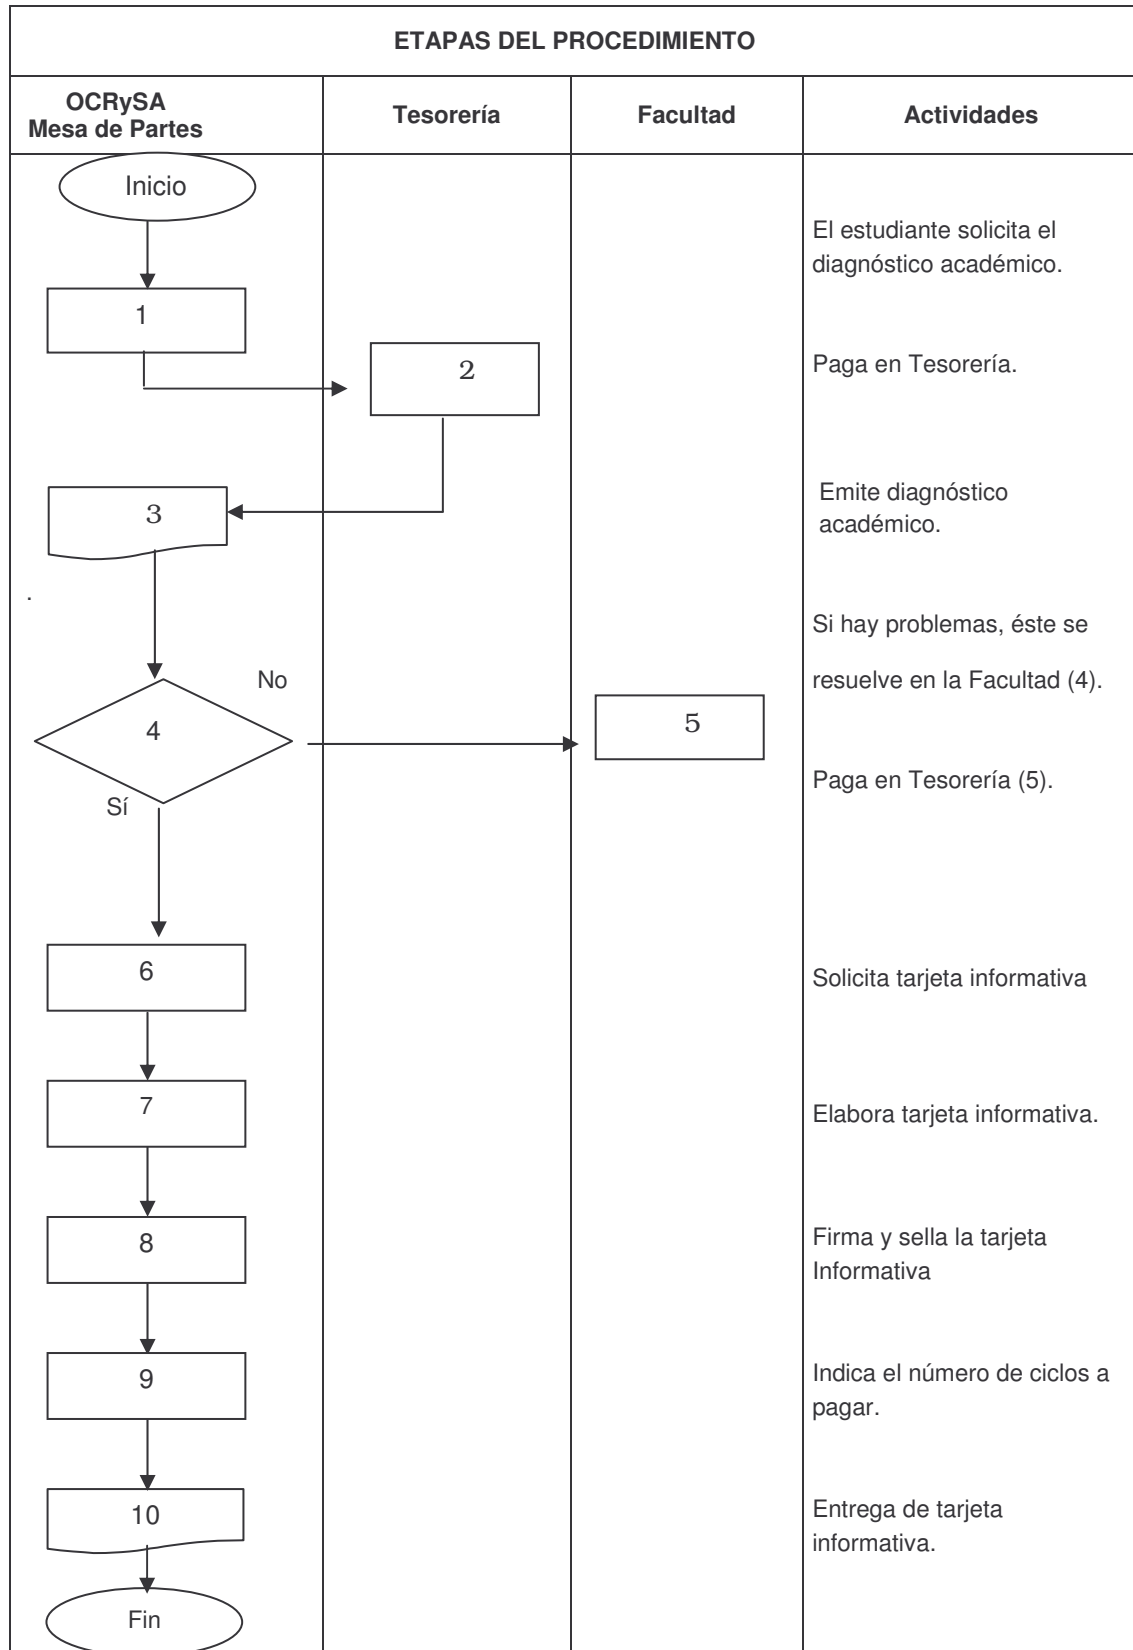 ETAPAS DEL PROCEDIMIENTO
OCRySA
Mesa de Partes
Tesorería
Facultad
Actividades
Inicio
El estudiante solicita el
diagnóstico académico.
1
2
Paga en Tesorería.
3
Emite diagnóstico
académico.
.
Si hay problemas, éste se
No
resuelve en la Facultad (4).
4
5
Paga en Tesorería (5).
Sí
6
Solicita tarjeta informativa
7
Elabora tarjeta informativa.
8
Firma y sella la tarjeta
Informativa
9
Indica el número de ciclos a
pagar.
10
Entrega de tarjeta
informativa.
Fin